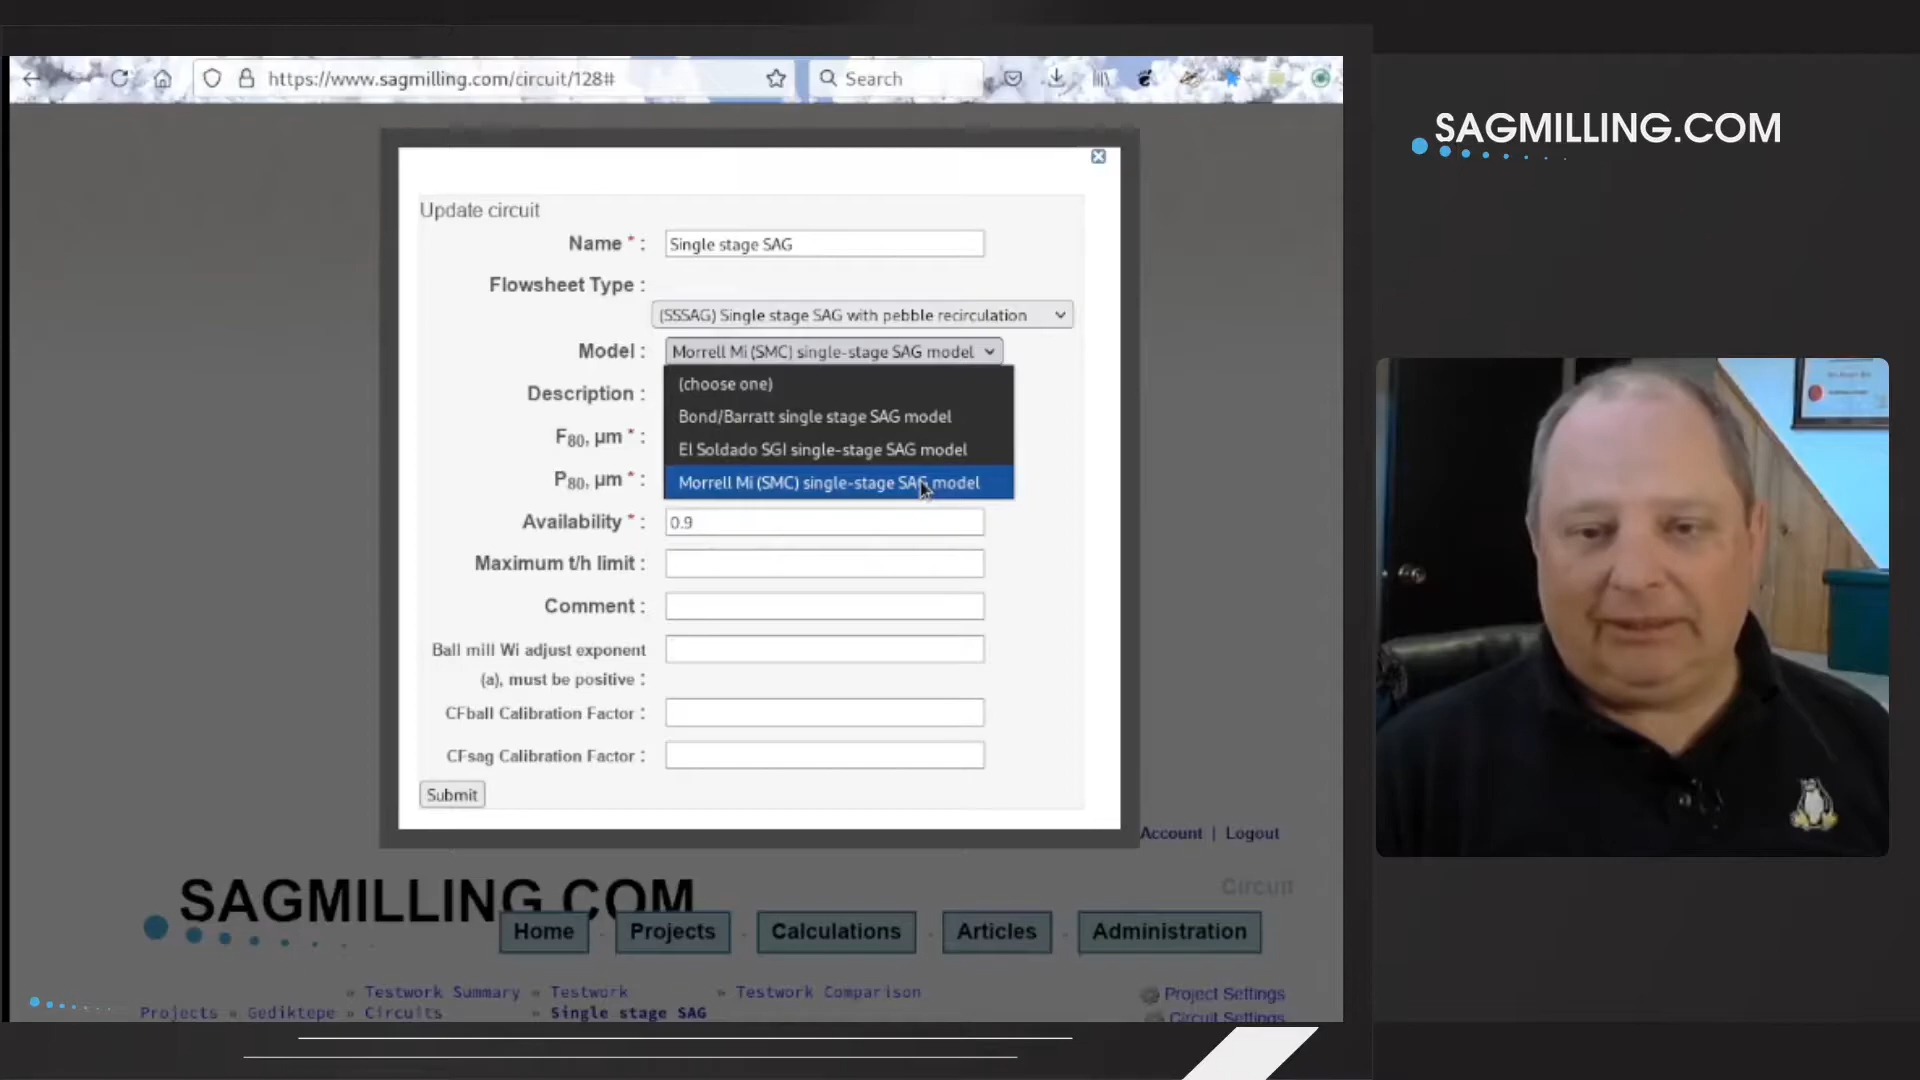 https://www.sagmilling.com/circuit/128#
Search
SAGMILLING.COM
Update circuit
Name * :
Single stage SAG
Flowsheet Type :
(SSSAG) Single stage SAG with pebble recirculation
Model :
Morrell Mi (SMC) single-stage SAG model
(choose one)
Bond/Barratt single stage SAG model
El Soldado SGI single-stage SAG model
Morrell Mi (SMC) single-stage SAG model
Description :
F80, µm * :
P80, µm * :
Availability * :
0.9
Maximum t/h limit :
Comment :
Ball mill Wi adjust exponent
(a), must be positive :
CFball Calibration Factor :
CFsag Calibration Factor :
Submit
Account | Logout
Circuit
SAGMILLING.COM
Home - Projects - Calculations - Articles - Administration
» Testwork Summary » Testwork » Testwork Comparison
Projects » Gediktepe » Circuits » Single stage SAG
Project Settings
Circuit Settings